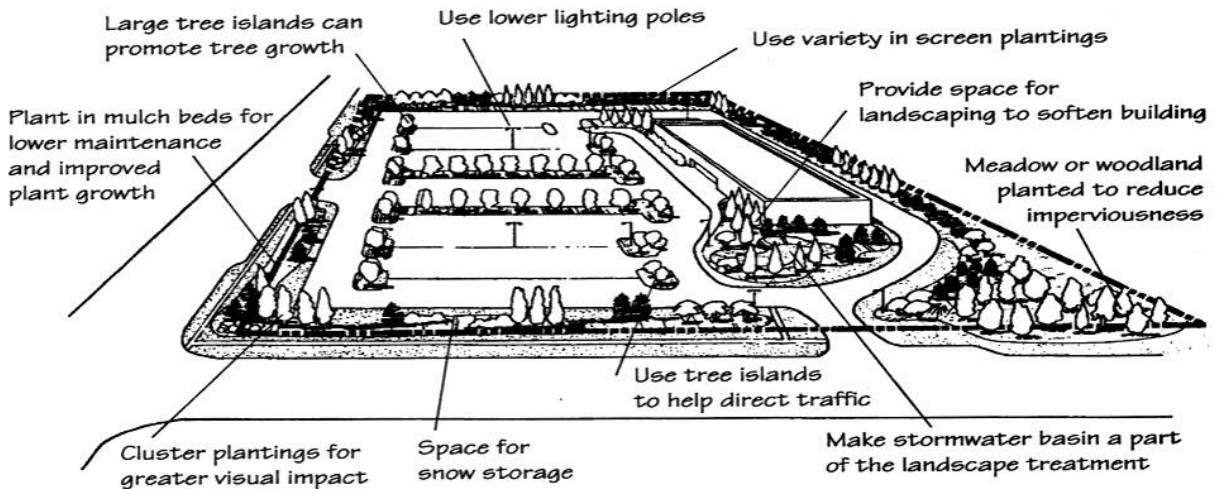 Large tree islands can
promote tree growth
Use lower lighting poles
Use variety in screen plantings
Plant in mulch beds for
lower maintenance
and improved
plant growth
Provide space for
landscaping to soften building
Meadow or woodland
planted to reduce
imperviousness
Use tree islands
to help direct traffic
Cluster plantings for
greater visual impact
Space for
snow storage
Make stormwater basin a part
of the landscape treatment